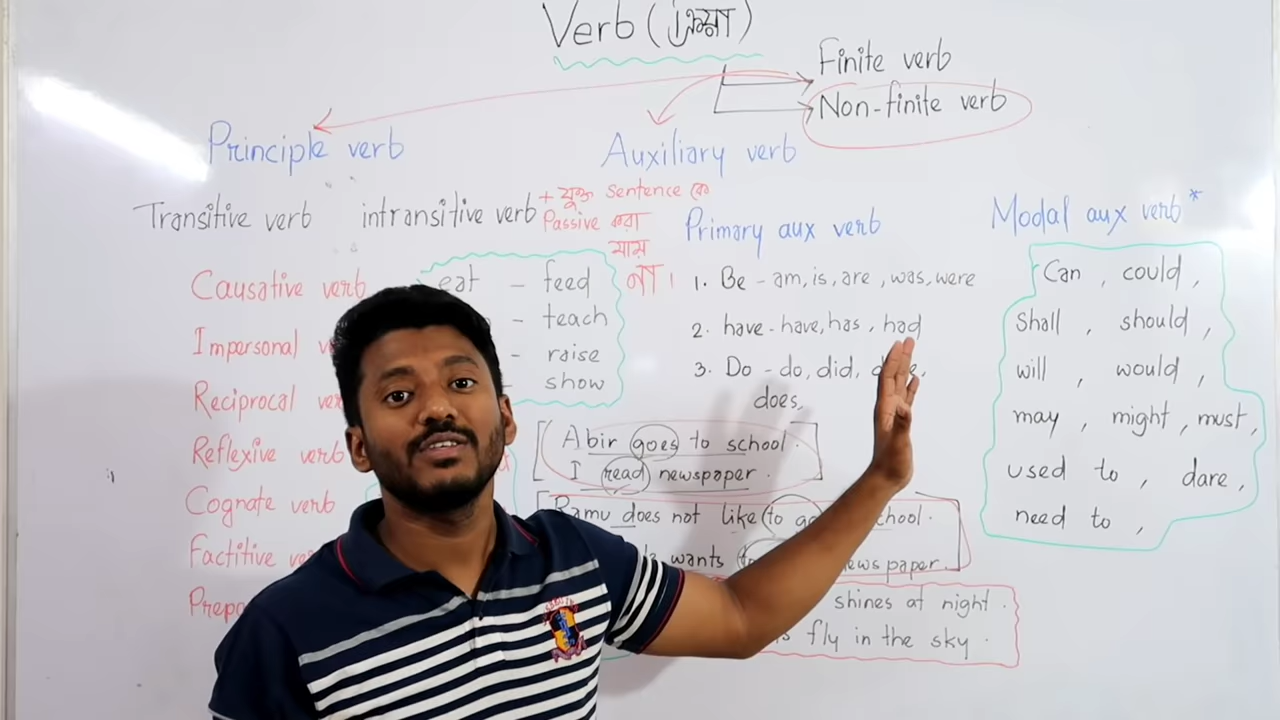 Verb (ক্রিয়া)
Finite verb
Non-finite verb
Principle verb
Auxiliary verb
Transitive verb
intransitive verb
+ যুক্ত Sentence কে
Passive করা
যায়
না।
Primary aux verb
1. Be - am, is, are, was, were
2. have - have, has, had
3. Do - do, did,
does,
Modal aux verb*
Can, could,
Shall, should,
will, would,
may, might, must,
used to, dare,
need to,
Causative verb
Impersonal
Reciprocal
Reflexive verb
Cognate verb
Factitive
eat - feed
- teach
- raise
- show
Abir goes to school.
I read newspaper.
Ramu does not like to go
wants
paper.
shines at night.
fly in the sky.